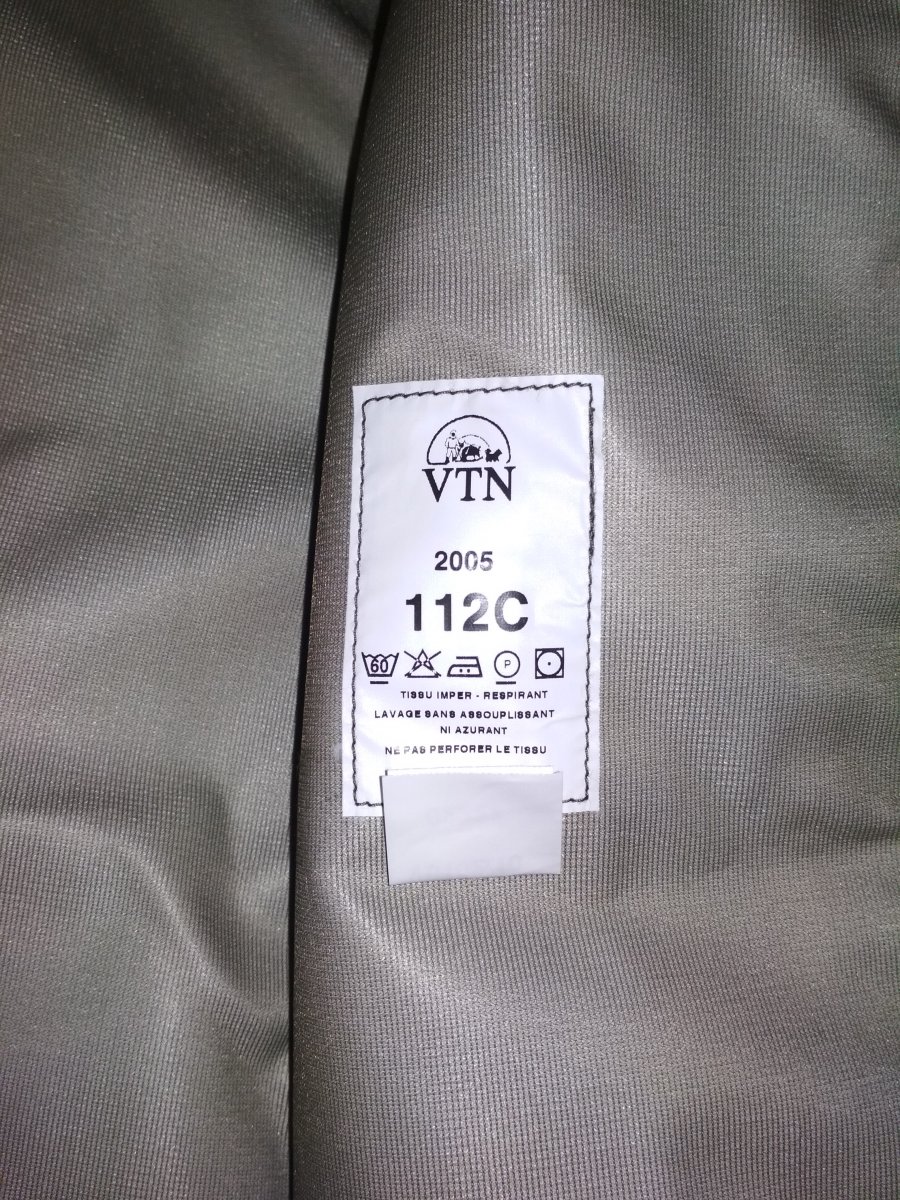 VTN
2005
112C
60 P
TISSU IMPER - RESPIRANT
LAVAGE SANS ASSOUPLISSANT
NI AZURANT
NE PAS PERFORER LE TISSU